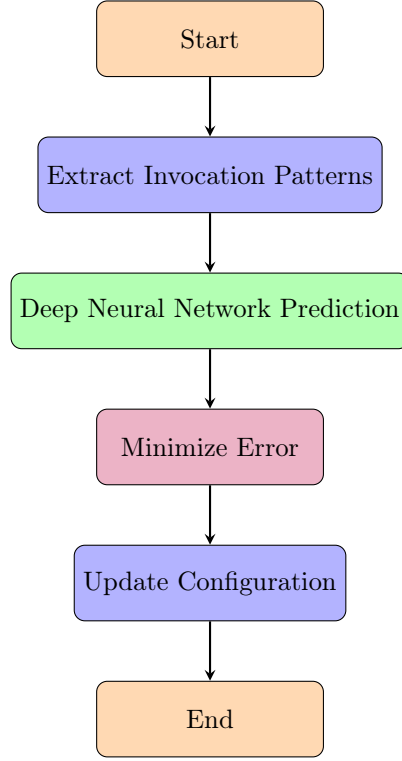 Start
Extract Invocation Patterns
Deep Neural Network Prediction
Minimize Error
Update Configuration
End